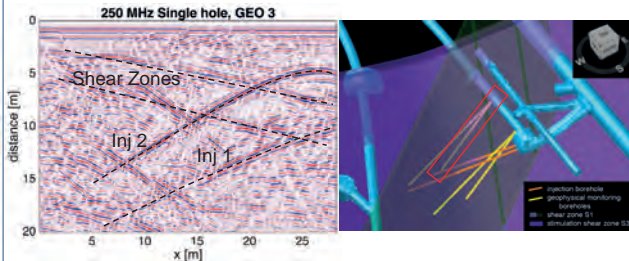 250 MHz Single hole, GEO 3
0
5
10
15
20
distance [m]
Shear Zones
Inj 2
Inj 1
5
10
15
20
25
x [m]
W
S
injection borehole
geophysical monitoring
boreholes
shear zone S1
stimulation shear zone S3